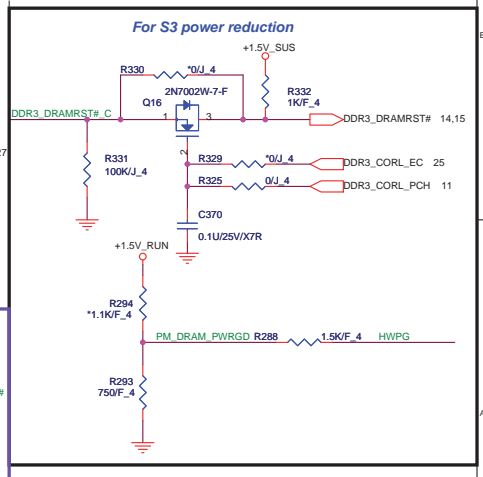 For S3 power reduction
+1.5V_SUS
R330 *0/J_4
2N7002W-7-F
Q16
R332
1K/F_4
DDR3_DRAMRST#_C
1 3
DDR3_DRAMRST# 14,15
2
27
R331
100K/J_4
R329 *0/J_4 DDR3_CORL_EC 25
R325 0/J_4 DDR3_CORL_PCH 11
C370
0.1U/25V/X7R
+1.5V_RUN
R294
*1.1K/F_4
PM_DRAM_PWRGD R288 1.5K/F_4 HWPG
R293
750/F_4
#
A